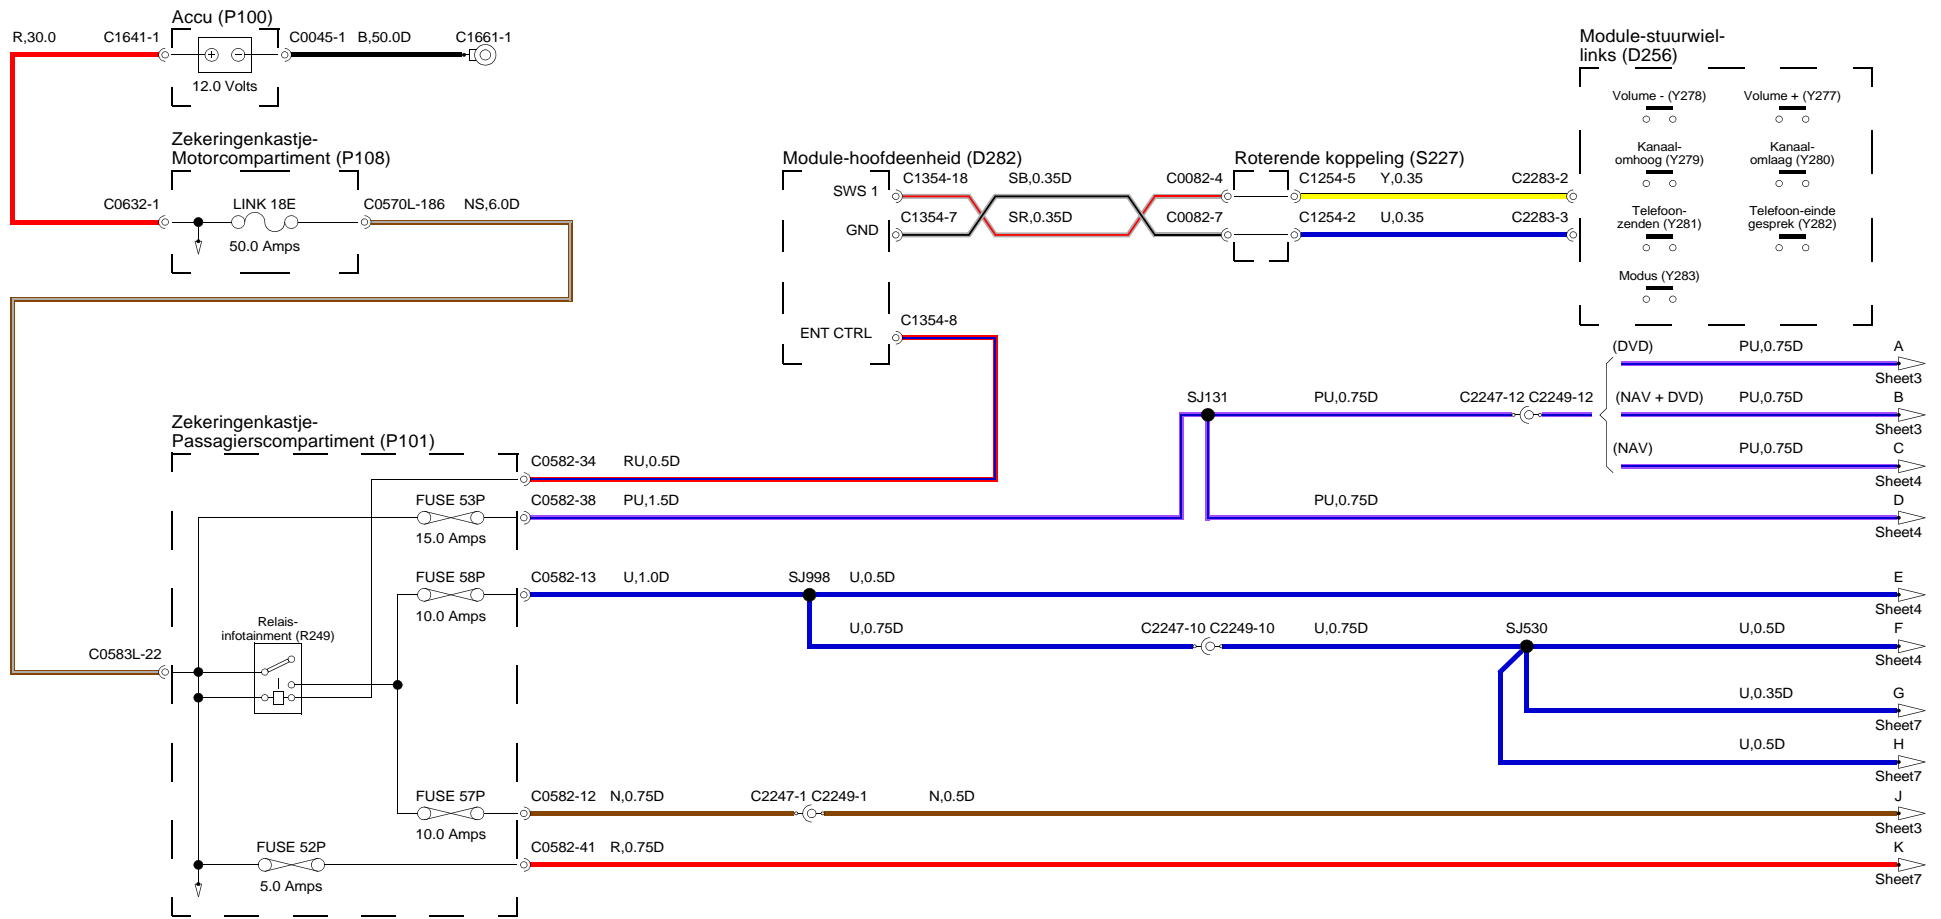 Accu (P100)
R,30.0
C1641-1
C0045-1
B,50.0D
C1661-1
12.0 Volts
Zekeringenkastje-
Motorcompartiment (P108)
C0632-1
LINK 18E
C0570L-186
NS,6.0D
50.0 Amps
Module-hoofdeenheid (D282)
SWS 1
C1354-18
SB,0.35D
C0082-4
GND
C1354-7
SR,0.35D
C0082-7
ENT CTRL
C1354-8
Roterende koppeling (S227)
C1254-5
Y,0.35
C2283-2
C1254-2
U,0.35
C2283-3
Module-stuurwiel-
links (D256)
Volume - (Y278)
Volume + (Y277)
Kanaal-
omhoog (Y279)
Kanaal-
omlaag (Y280)
Telefoon-
zenden (Y281)
Telefoon-einde
gesprek (Y282)
Modus (Y283)
(DVD)
PU,0.75D
A
Sheet3
SJ131
PU,0.75D
C2247-12 C2249-12
(NAV + DVD)
PU,0.75D
B
Sheet3
(NAV)
PU,0.75D
C
Sheet4
PU,0.75D
D
Sheet4
Zekeringenkastje-
Passagierscompartiment (P101)
C0582-34
RU,0.5D
FUSE 53P
C0582-38
PU,1.5D
15.0 Amps
FUSE 58P
C0582-13
U,1.0D
SJ998
U,0.5D
E
Sheet4
10.0 Amps
Relais-
infotainment (R249)
C0583L-22
U,0.75D
C2247-10 C2249-10
U,0.75D
SJ530
U,0.5D
F
Sheet4
U,0.35D
G
Sheet7
U,0.5D
H
Sheet7
FUSE 57P
C0582-12
N,0.75D
C2247-1 C2249-1
N,0.5D
J
Sheet3
10.0 Amps
FUSE 52P
C0582-41
R,0.75D
K
Sheet7
5.0 Amps